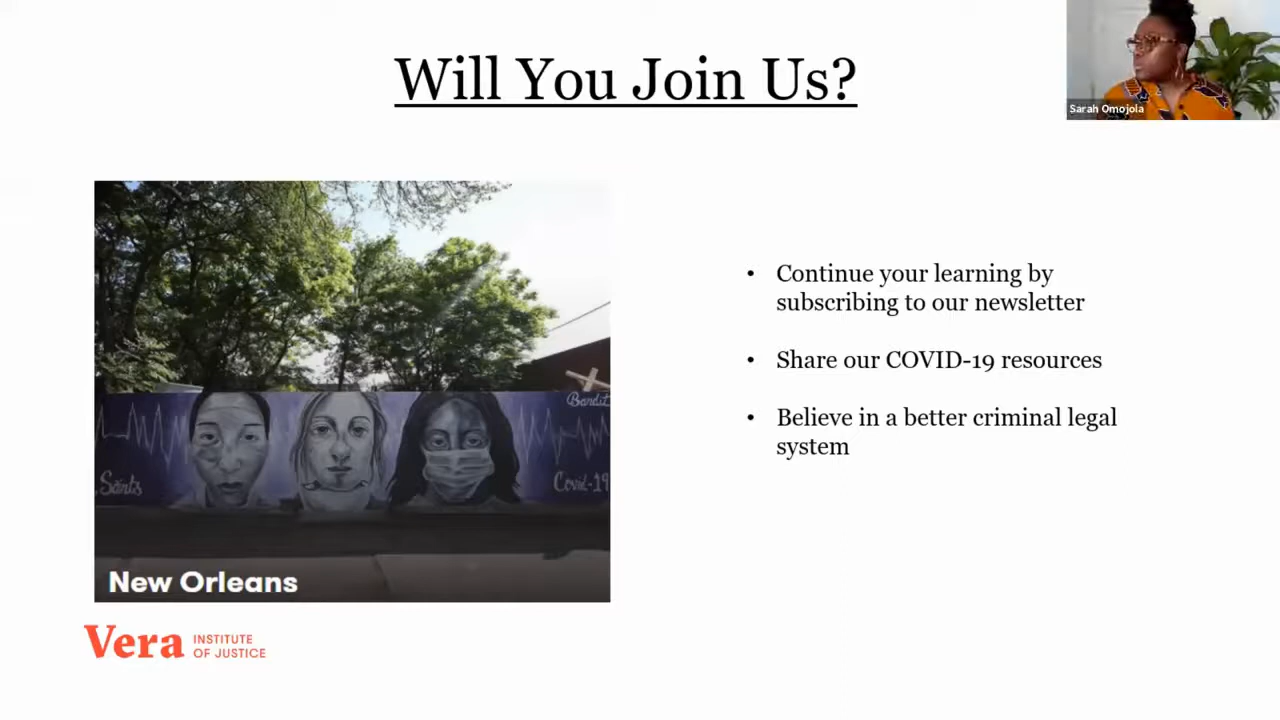 Will You Join Us?
Sarah Omojola
• Continue your learning by
subscribing to our newsletter
• Share our COVID-19 resources
• Believe in a better criminal legal
system
Bandit
Saints
Covid-19
New Orleans
Vera INSTITUTE
OF JUSTICE